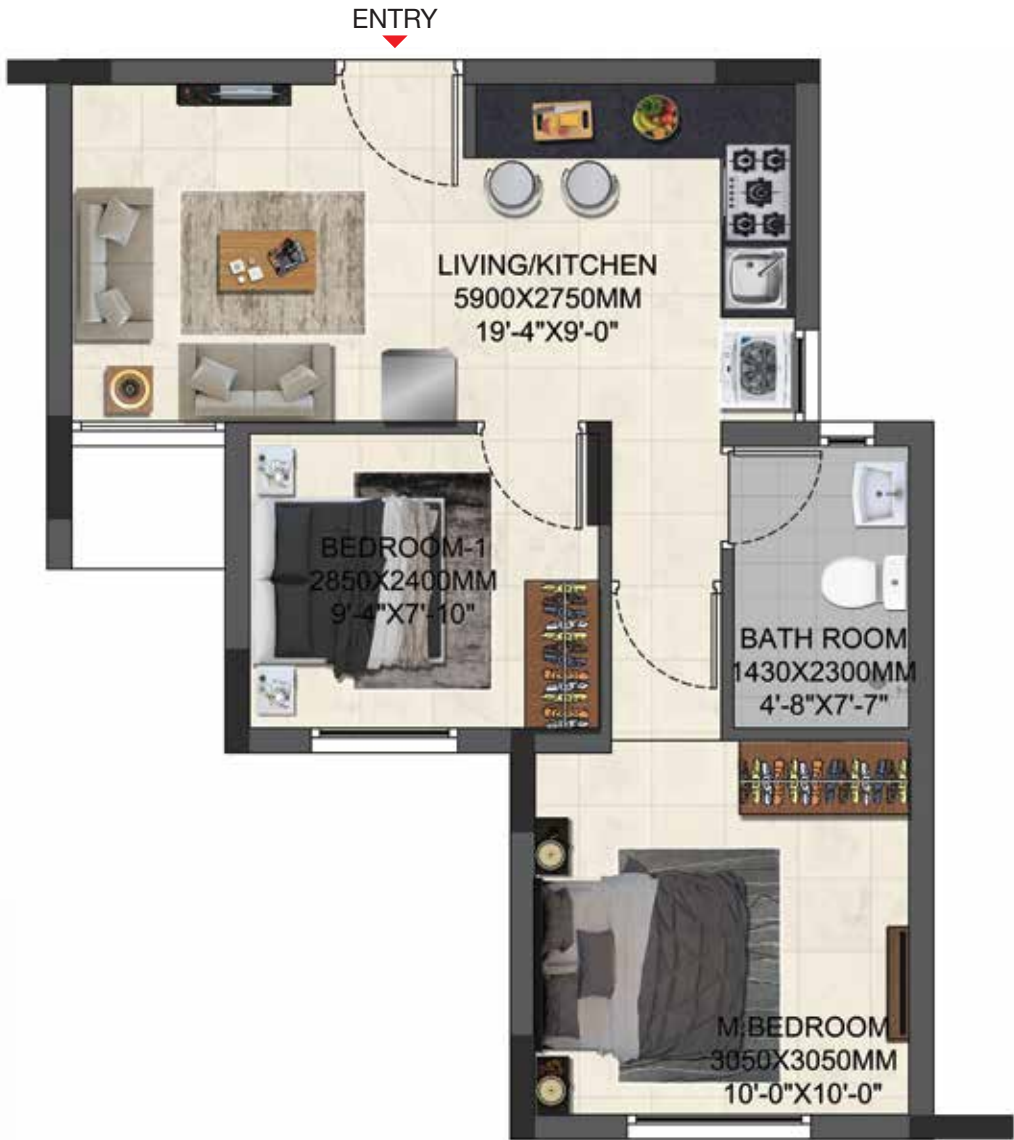 ENTRY
LIVING/KITCHEN
5900X2750MM
19'-4"X9'-0"
BEDROOM-1
2850X2400MM
9'-4"X7'-10"
BATH ROOM
1430X2300MM
4'-8"X7'-7"
M.BEDROOM
3050X3050MM
10'-0"X10'-0"